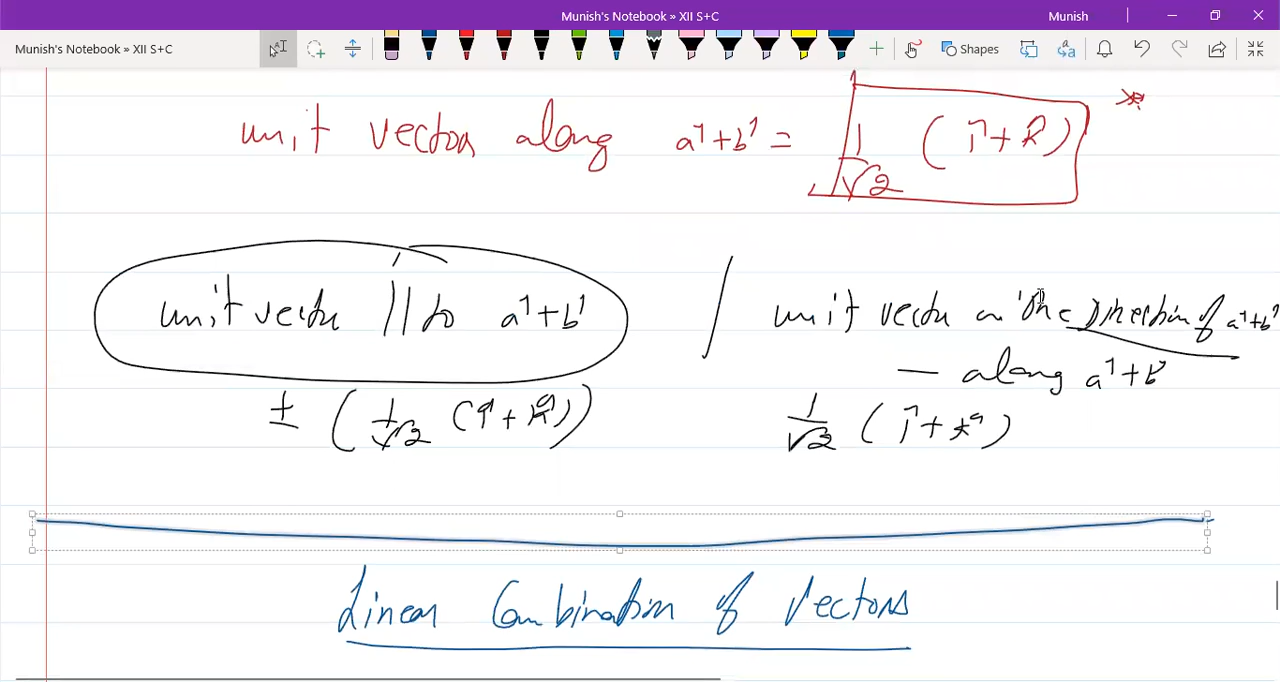 Munish's Notebook » XII S+C
Munish
Munish's Notebook » XII S+C
Shapes
unit vector along a⃗+b⃗ = 1/√2 (î+k̂)
unit vector || to a⃗+b⃗ / unit vector in the direction of a⃗+b⃗
— along a⃗+b⃗
± (1/√2 (î+k̂)) 1/√2 (î+k̂)
Linear Combination of Vectors